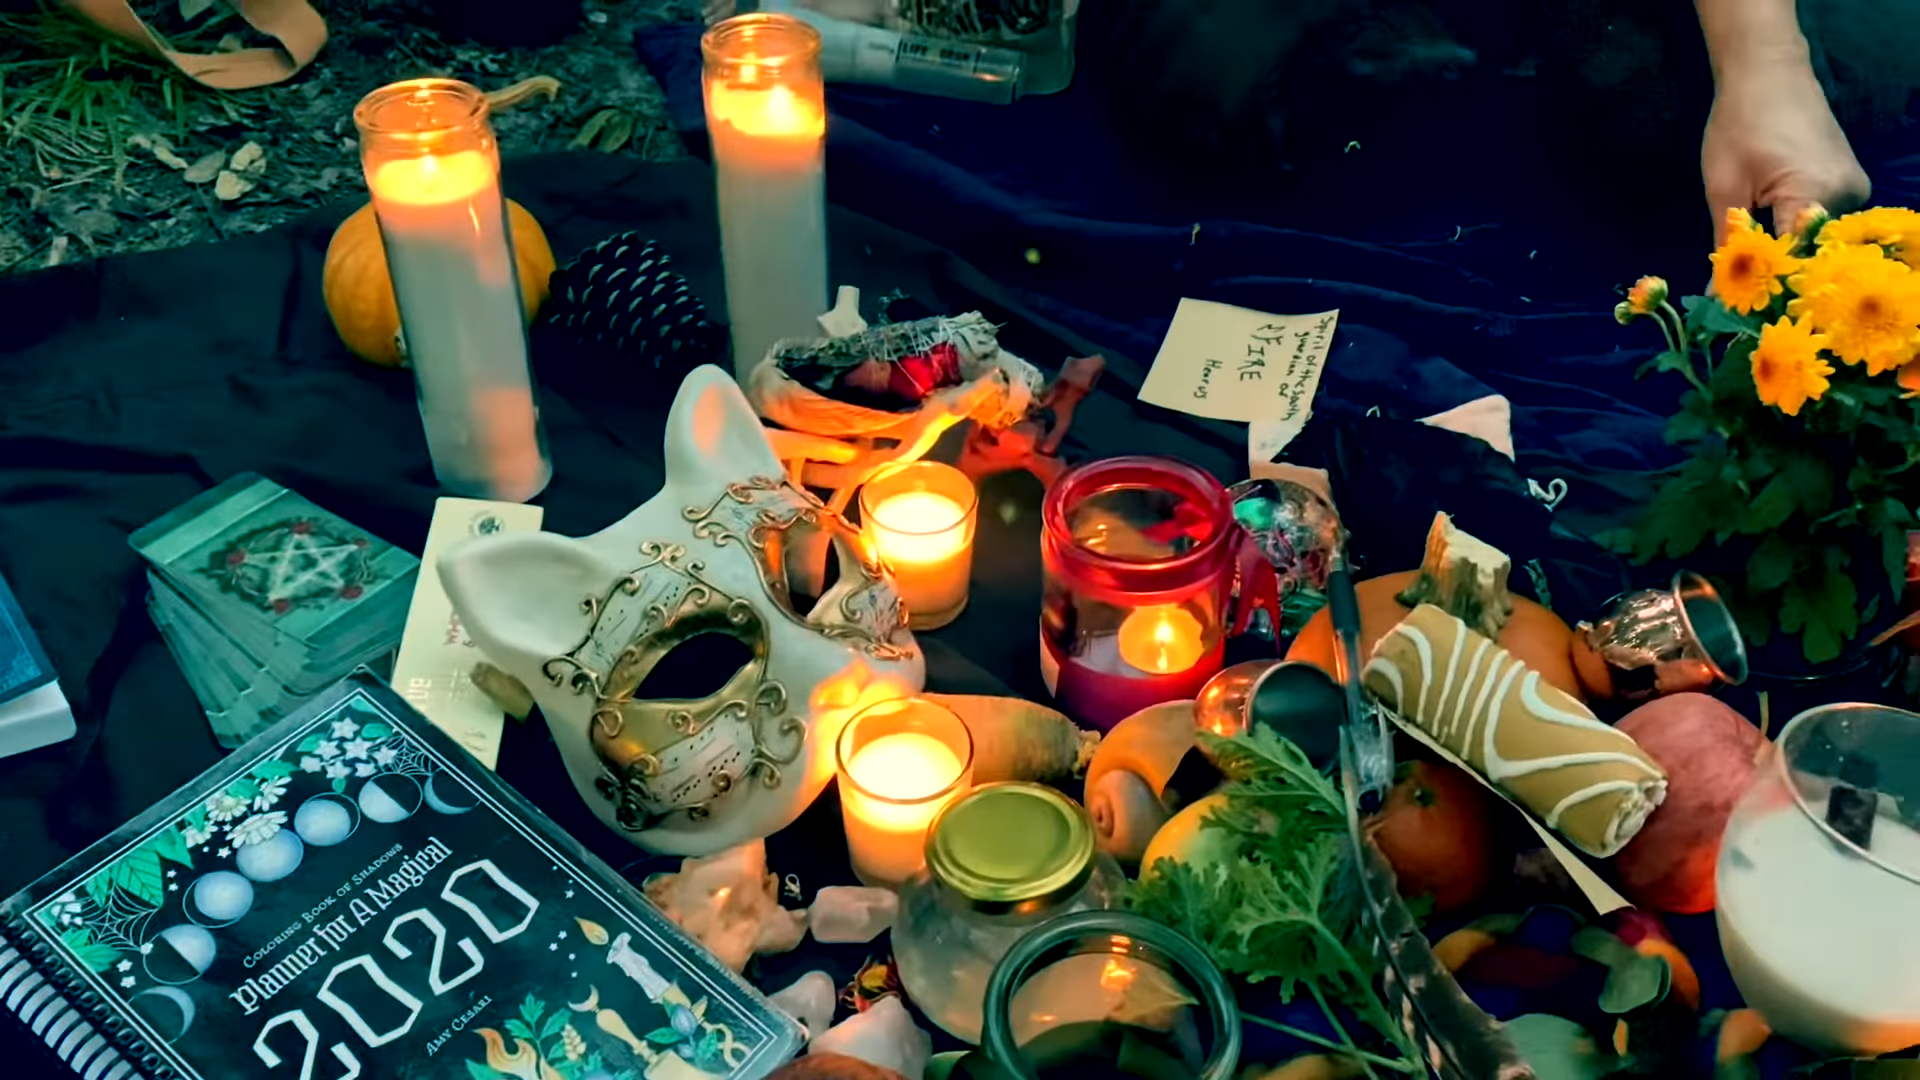 LIFE
Spirit of the South
guardian of
FIRE
Hear us
COLORING BOOK OF SHADOWS
Planner for A Magical
2020
AMY CESARI